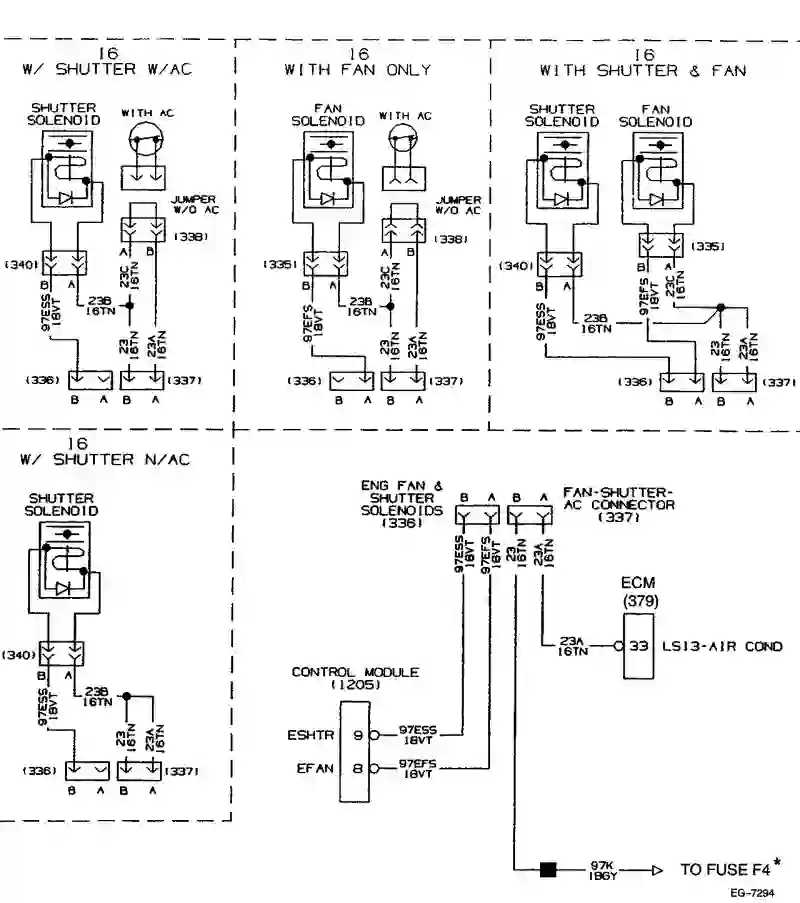 16
W/ SHUTTER W/AC
SHUTTER
SOLENOID
WITH AC
JUMPER
W/O AC
(338)
A B
(340)
B A
23C
16TN
97ESS
18VT
23B
16TN
23
16TN
23A
16TN
(336)
(337)
B A B A
16
WITH FAN ONLY
FAN
SOLENOID
WITH AC
JUMPER
W/O AC
(338)
A B
(335)
B A
23C
16TN
97EFS
18VT
23B
16TN
23
16TN
23A
16TN
(336)
(337)
B A B A
16
WITH SHUTTER & FAN
SHUTTER
SOLENOID
FAN
SOLENOID
(335)
B A
(340)
B A
97EFS
18VT
23C
16TN
97ESS
18VT
23B
16TN
23
16TN
23A
16TN
(336)
(337)
B A B A
16
W/ SHUTTER N/AC
SHUTTER
SOLENOID
(340)
B A
97ESS
18VT
23B
16TN
23
16TN
23A
16TN
(336)
(337)
B A B A
ENG FAN &
SHUTTER
SOLENOIDS
(336)
B A B A
FAN-SHUTTER-
AC CONNECTOR
(337)
97ESS
18VT
97EFS
18VT
23
16TN
23A
16TN
ECM
(379)
23A
16TN
33
LS13-AIR COND
CONTROL MODULE
(1205)
ESHTR 9
97ESS
18VT
EFAN 8
97EFS
18VT
97K
18GY
TO FUSE F4*
EG-7294